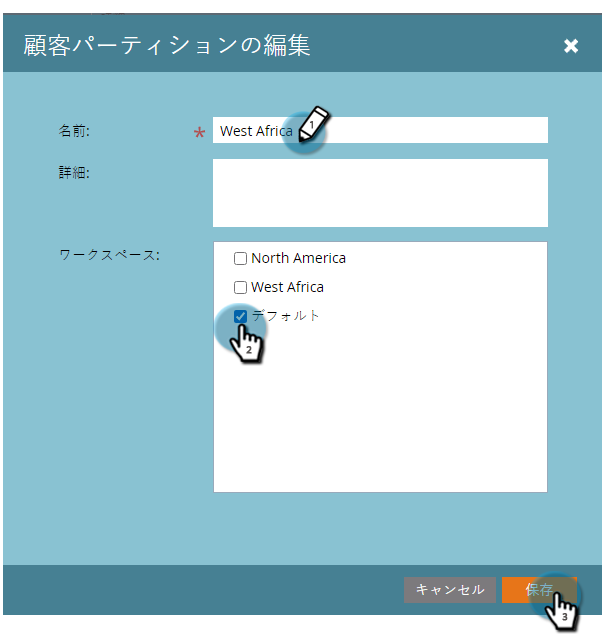 顧客パーティションの編集
名前: * West Africa 1
詳細:
ワークスペース:
North America
West Africa
デフォルト
2
キャンセル 保存
3